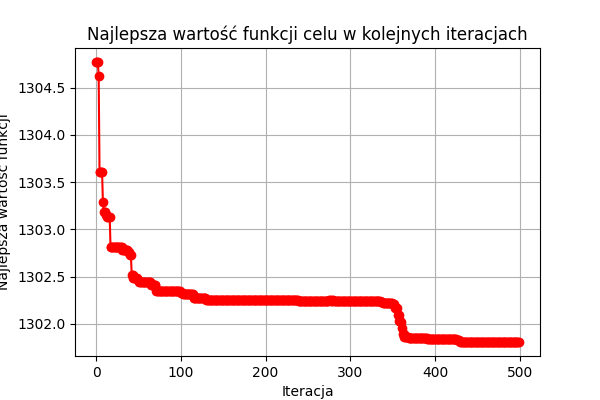 Najlepsza wartość funkcji celu w kolejnych iteracjach
Najlepsza wartość funkcji
1304.5
1304.0
1303.5
1303.0
1302.5
1302.0
0 100 200 300 400 500
Iteracja